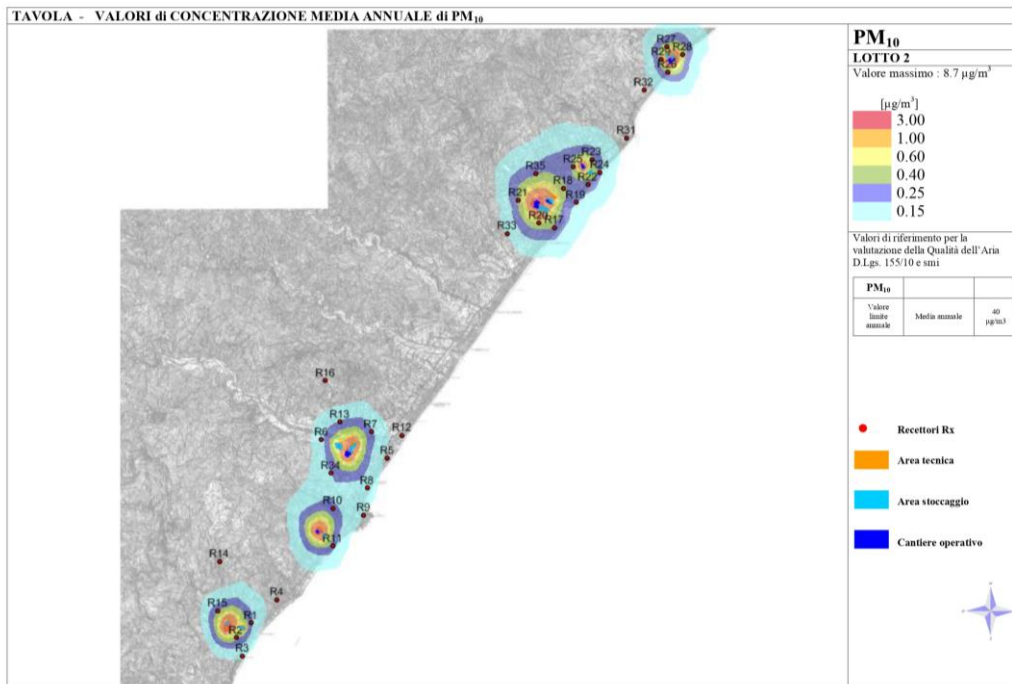 TAVOLA - VALORI di CONCENTRAZIONE MEDIA ANNUALE di PM10
R27
R28
R29
R26
R32
R31
R23
R25
R24
R35
R22
R18
R21
R19
R20
R17
R33
R16
R13
R7
R6
R12
R5
R34
R8
R10
R9
R11
R14
R4
R15
R1
R2
R3
PM10
LOTTO 2
Valore massimo : 8.7 µg/m3
[µg/m3]
3.00
1.00
0.60
0.40
0.25
0.15
Valori di riferimento per la
valutazione della Qualità dell'Aria
D.Lgs. 155/10 e smi
PM10
Valore
limite
annuale
Media annuale
40
µg/m3
Recettori Rx
Area tecnica
Area stoccaggio
Cantiere operativo